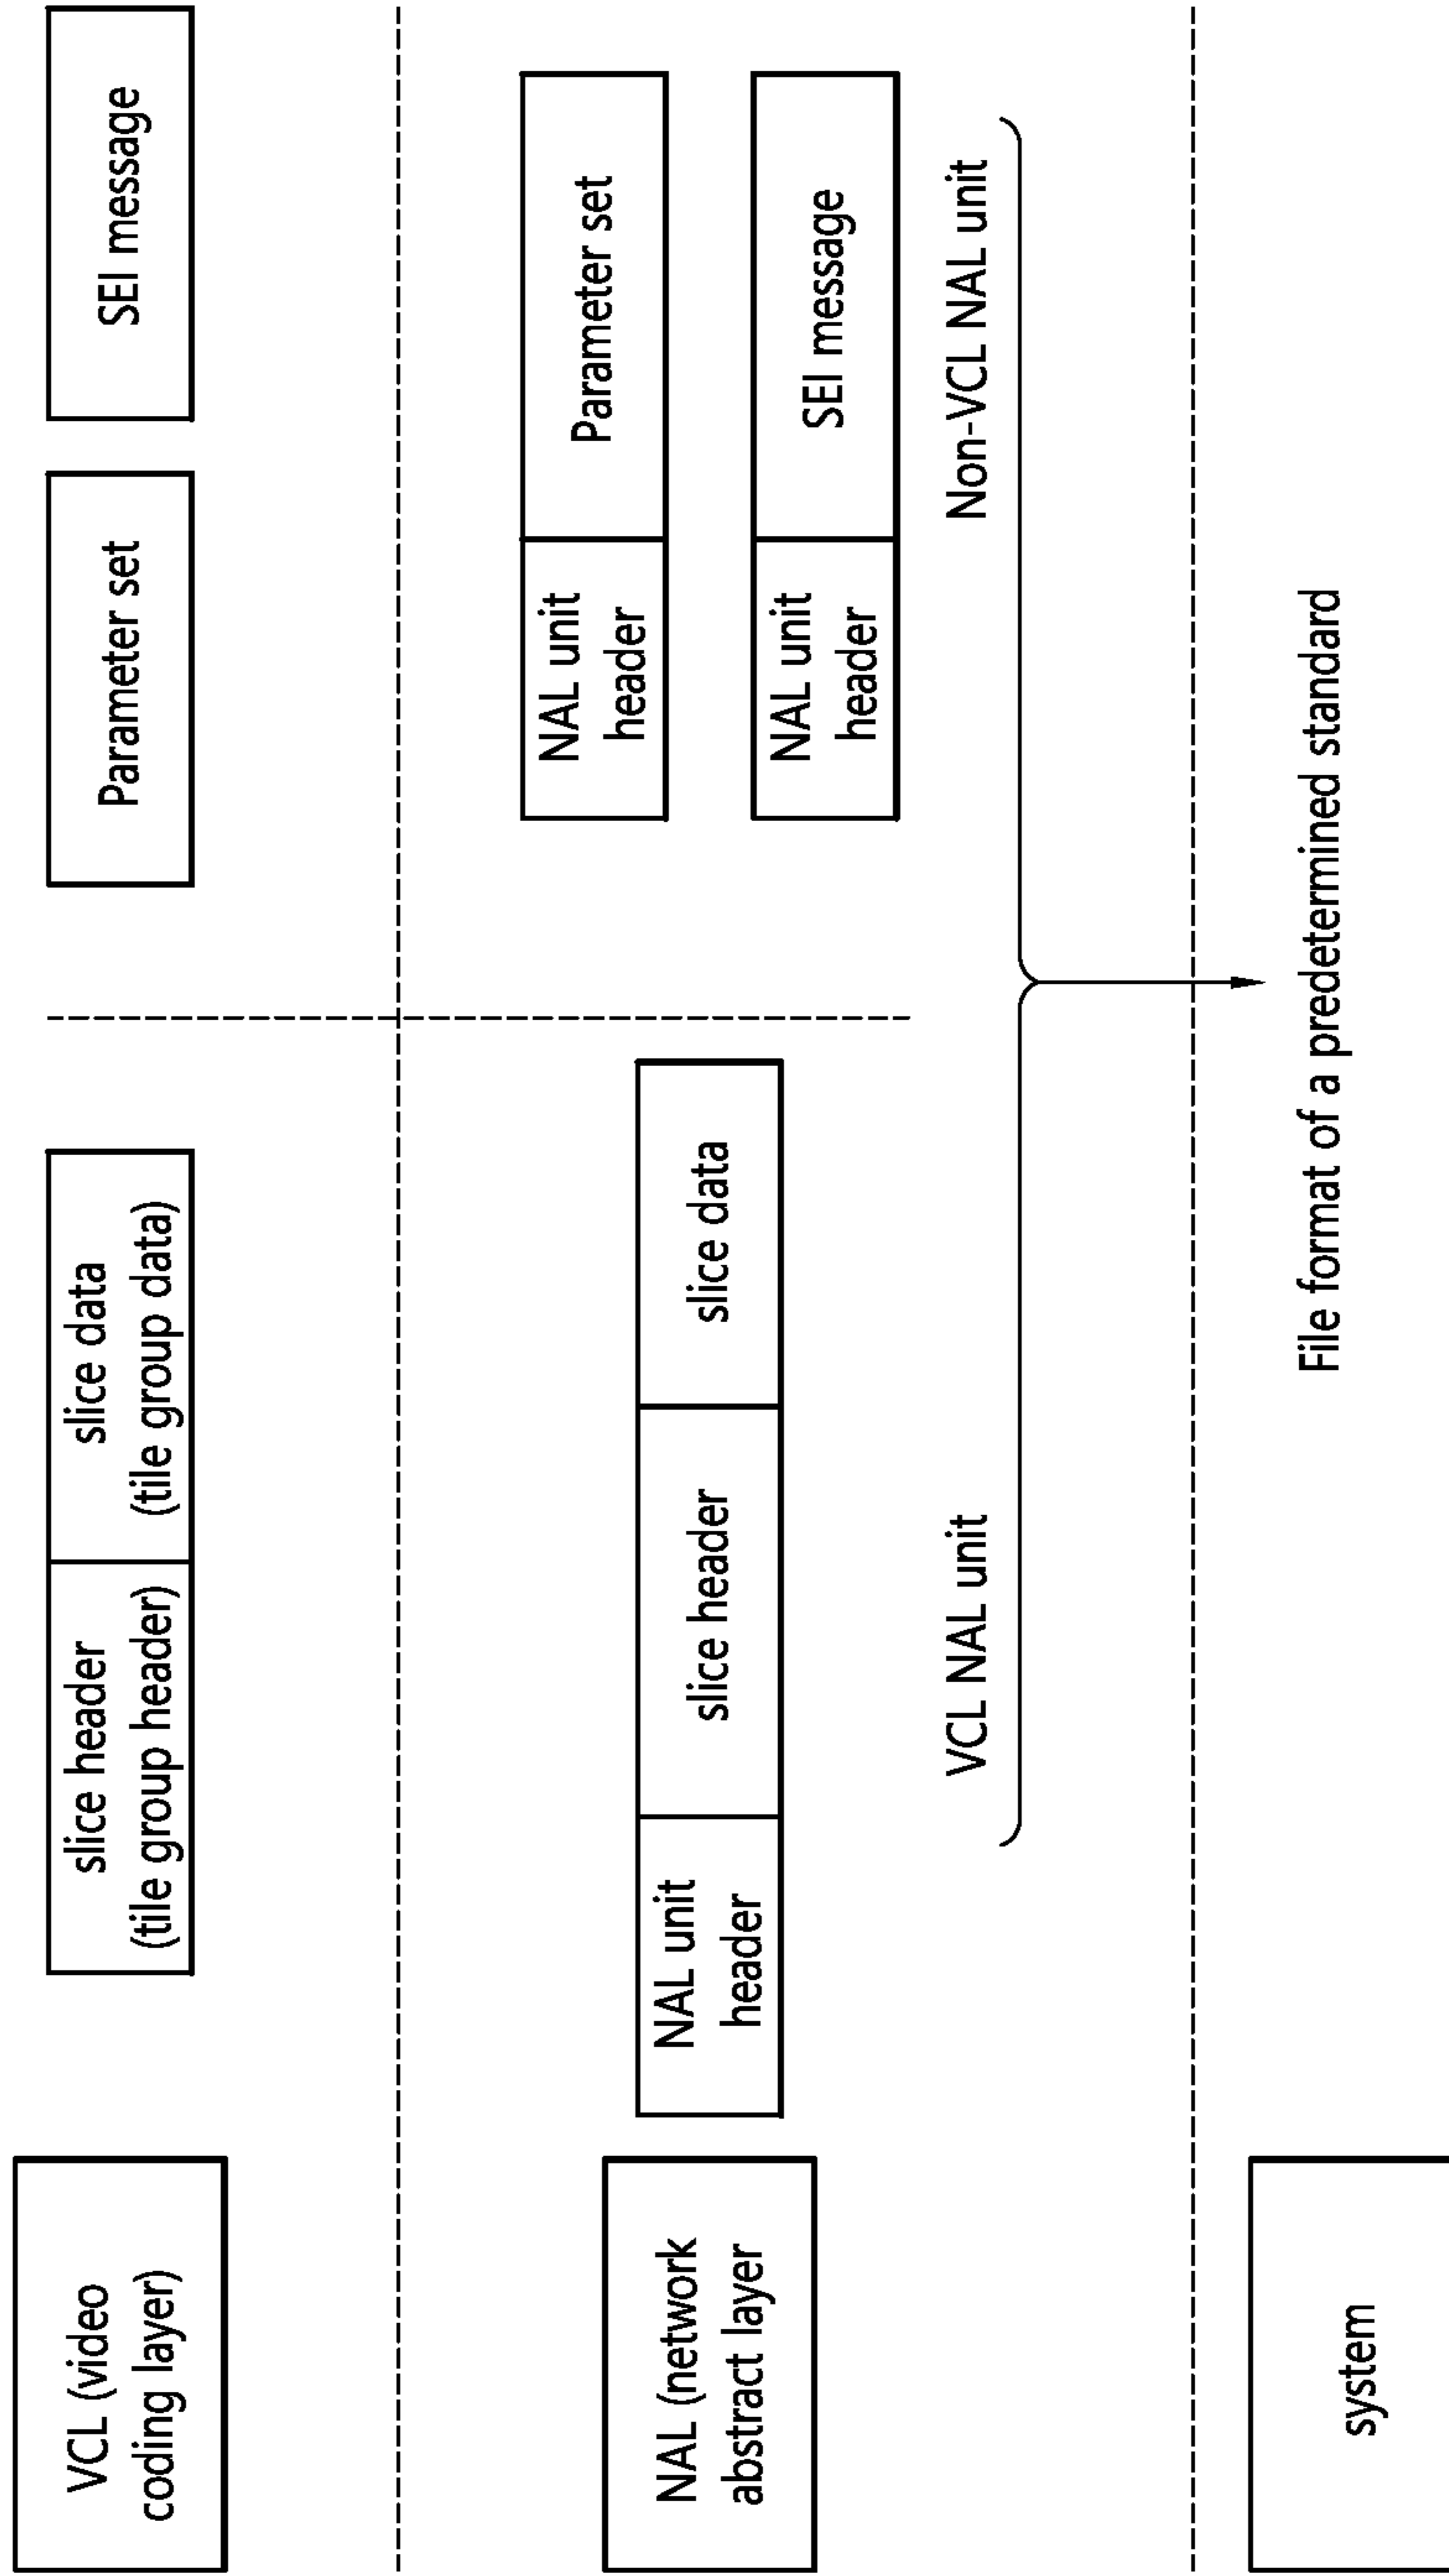 VCL (video
coding layer)
slice header
(tile group header)
slice data
(tile group data)
Parameter set
SEI message
NAL (network
abstract layer
NAL unit
header
slice header
slice data
NAL unit
header
Parameter set
NAL unit
header
SEI message
VCL NAL unit
Non-VCL NAL unit
system
File format of a predetermined standard